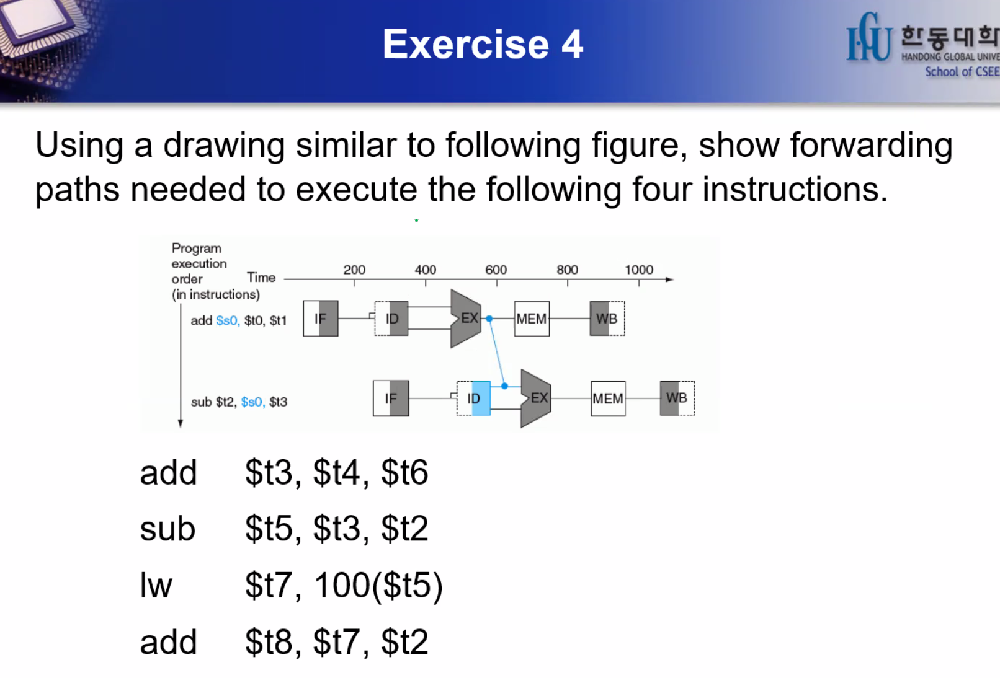 Exercise 4
한동대학
HANDONG GLOBAL UNIVE
School of CSEE
Using a drawing similar to following figure, show forwarding
paths needed to execute the following four instructions.
Program
execution
order
(in instructions)
Time
200 400 600 800 1000
add $s0, $t0, $t1
IF ID EX MEM WB
sub $t2, $s0, $t3
IF ID EX MEM WB
add $t3, $t4, $t6
sub $t5, $t3, $t2
lw $t7, 100($t5)
add $t8, $t7, $t2